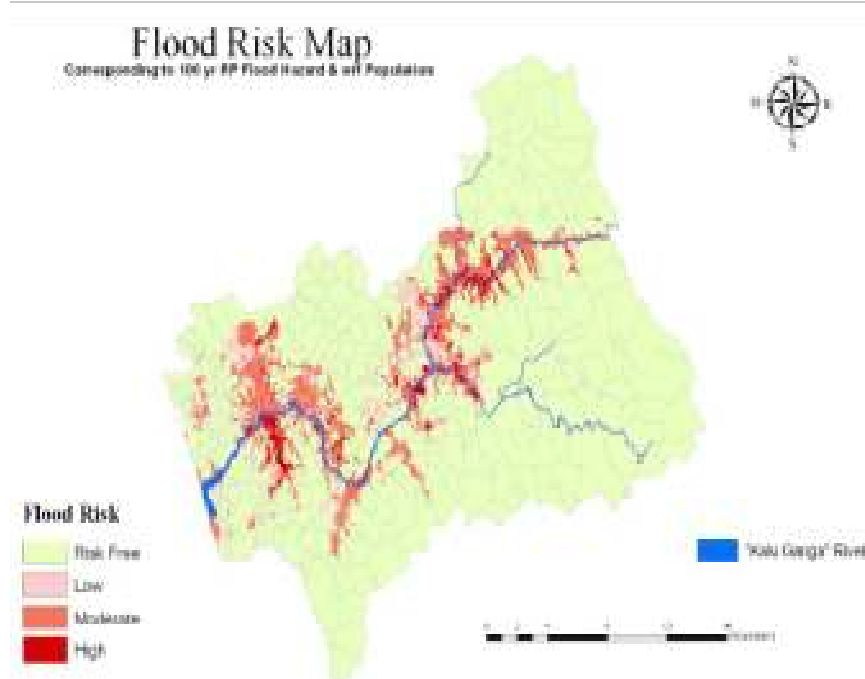 Flood Risk Map
Corresponding to 100 yr RP Flood Hazard & wrt Population
N
S
Flood Risk
Risk Free
Low
Moderate
High
"Kalu Ganga" River